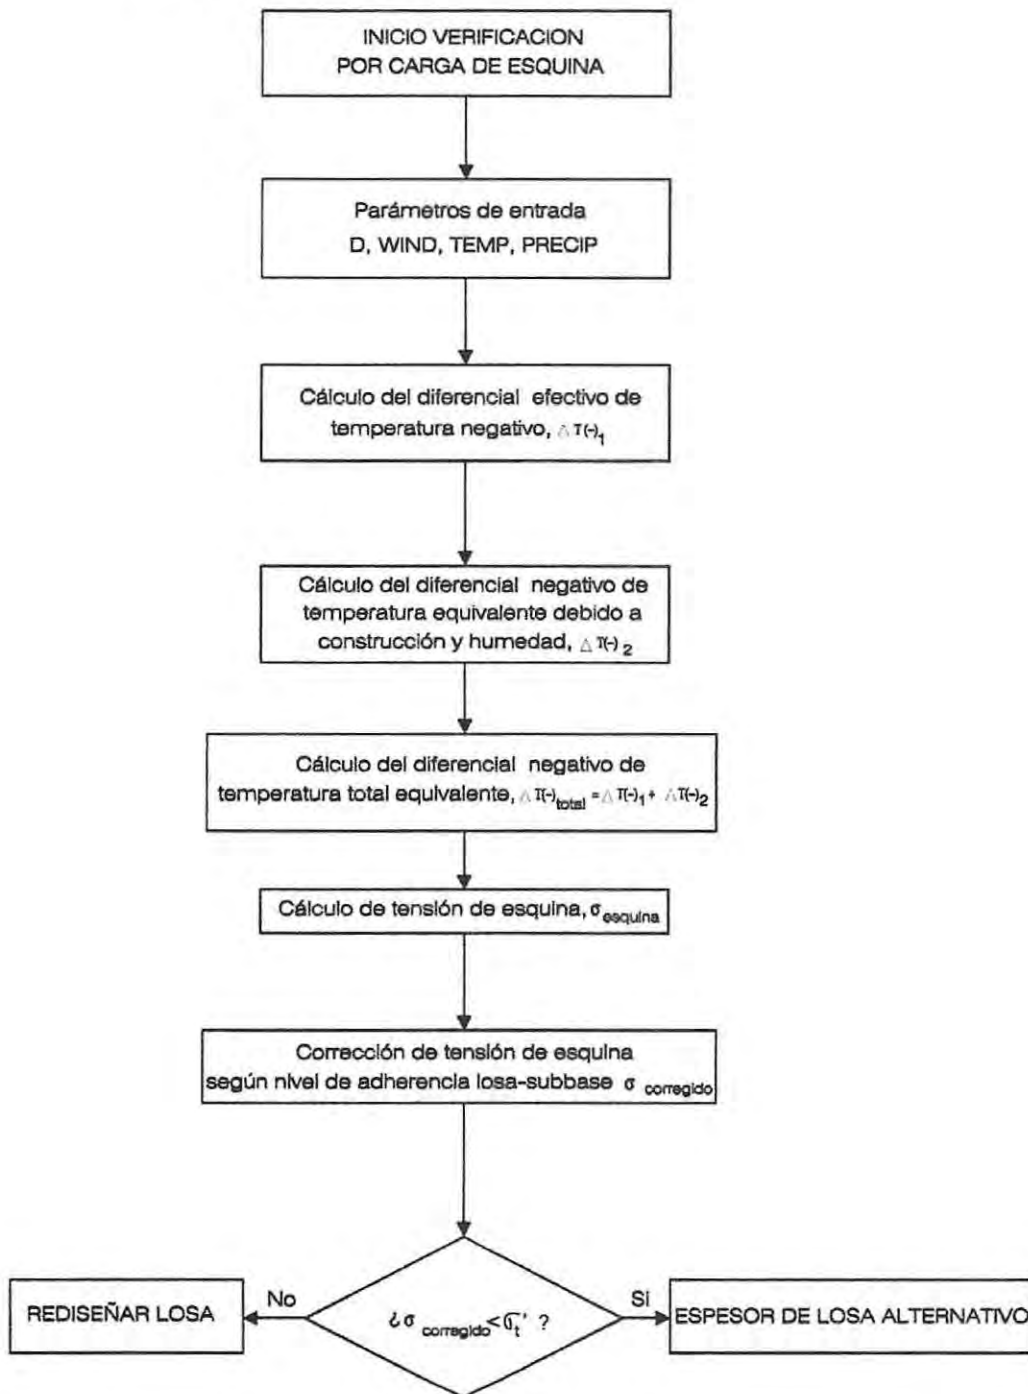 INICIO VERIFICACION
POR CARGA DE ESQUINA
Parámetros de entrada
D, WIND, TEMP, PRECIP
Cálculo del diferencial efectivo de
temperatura negativo, △ T(-)₁
Cálculo del diferencial negativo de
temperatura equivalente debido a
construcción y humedad, △ T(-)₂
Cálculo del diferencial negativo de
temperatura total equivalente, △ T(-)total = △ T(-)₁ + △ T(-)₂
Cálculo de tensión de esquina, σ esquina
Corrección de tensión de esquina
según nivel de adherencia losa-subbase σ corregido
REDISEÑAR LOSA
No
¿σ corregido < σt' ?
Si
ESPESOR DE LOSA ALTERNATIVO